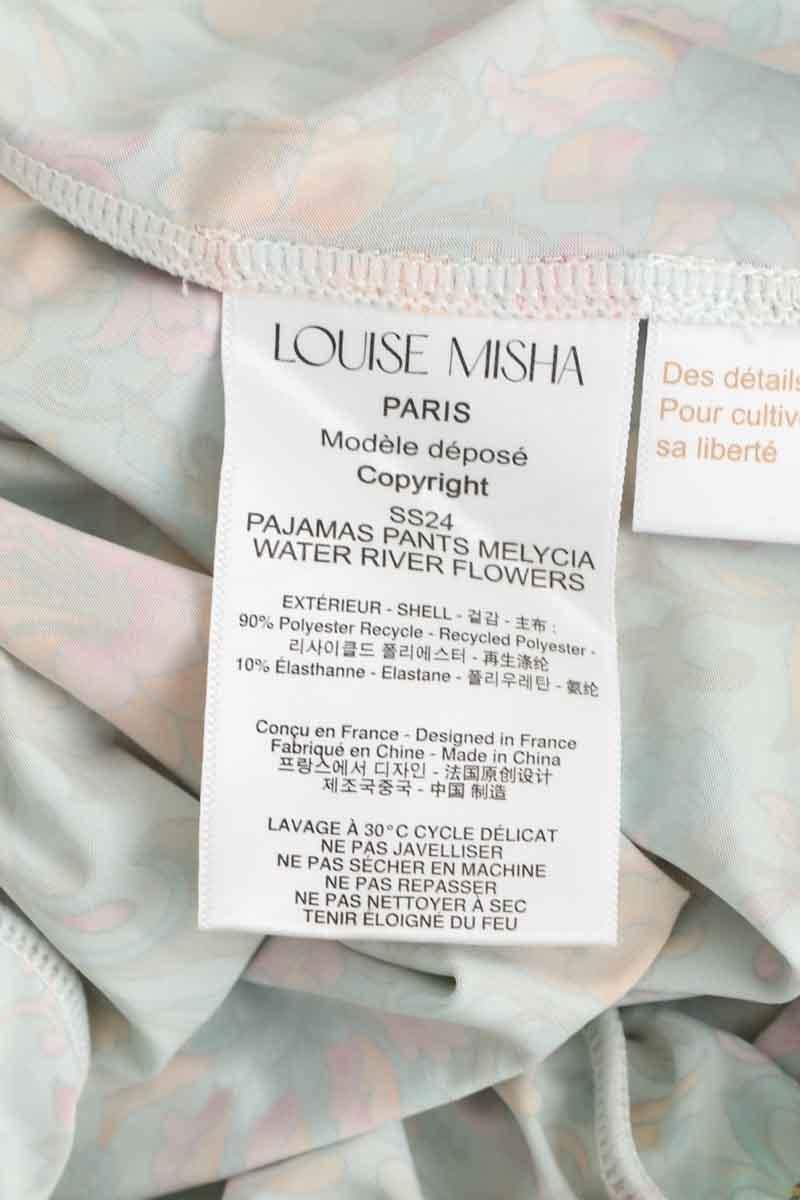 LOUISE MISHA
PARIS
Modèle déposé
Copyright
SS24
PAJAMAS PANTS MELYCIA
WATER RIVER FLOWERS
EXTÉRIEUR - SHELL - 겉감 - 主布 :
90% Polyester Recycle - Recycled Polyester -
리사이클드 폴리에스터 - 再生涤纶
10% Élasthanne - Elastane - 폴리우레탄 - 氨纶
Conçu en France - Designed in France
Fabriqué en Chine - Made in China
프랑스에서 디자인 - 法国原创设计
제조국중국 - 中国 制造
LAVAGE À 30°C CYCLE DÉLICAT
NE PAS JAVELLISER
NE PAS SÉCHER EN MACHINE
NE PAS REPASSER
NE PAS NETTOYER À SEC
TENIR ÉLOIGNÉ DU FEU
Des détails
Pour cultiv
sa liberté